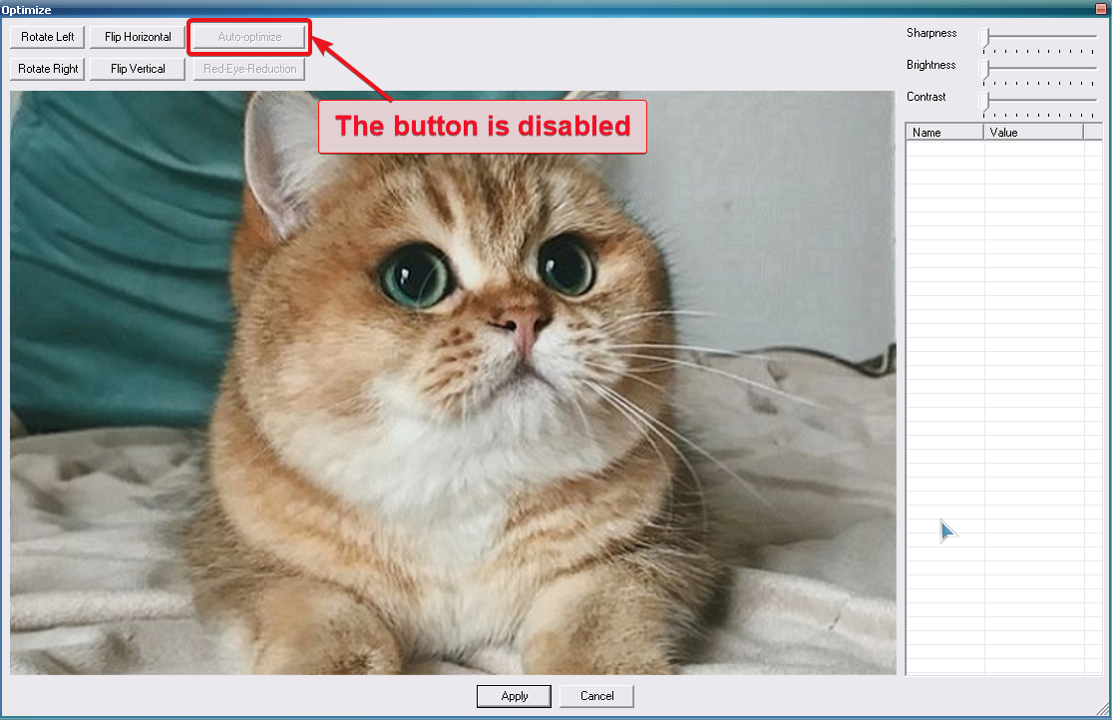 Optimize
Rotate Left Flip Horizontal Auto-optimize
Rotate Right Flip Vertical Red-Eye-Reduction
Sharpness
Brightness
Contrast
The button is disabled
Name Value
Apply Cancel